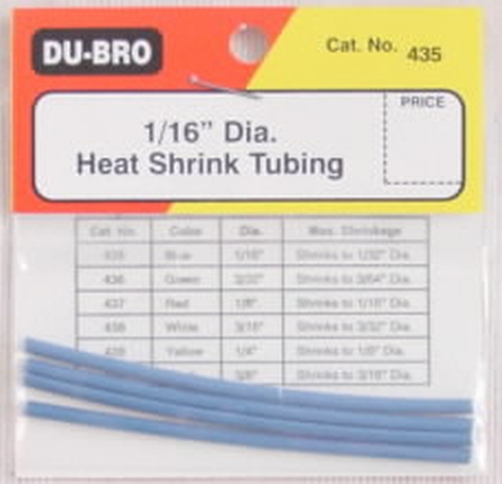 DU-BRO
Cat. No. 435
PRICE
1/16" Dia.
Heat Shrink Tubing
Cat. No. Color Dia. Max. Shrinkage
435 Blue 1/16" Shrinks to 1/32" Dia.
436 Green 3/32" Shrinks to 3/64" Dia.
437 Red 1/8" Shrinks to 1/16" Dia.
438 White 3/16" Shrinks to 3/32" Dia.
439 Yellow 1/4" Shrinks to 1/8" Dia.
3/8" Shrinks to 3/16" Dia.